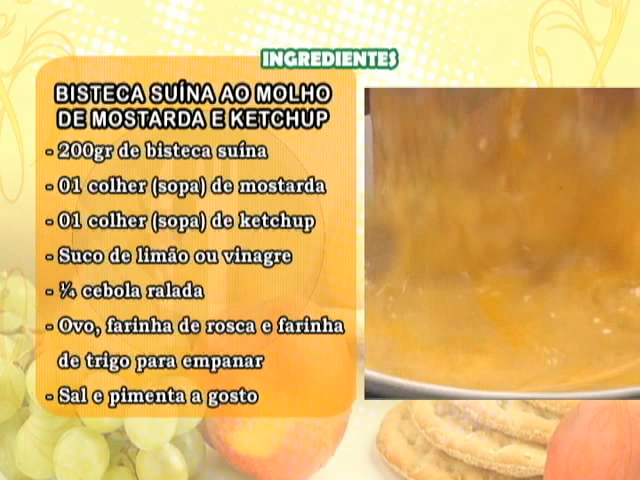 INGREDIENTES
BISTECA SUÍNA AO MOLHO
DE MOSTARDA E KETCHUP
- 200gr de bisteca suína
- 01 colher (sopa) de mostarda
- 01 colher (sopa) de ketchup
- Suco de limão ou vinagre
- ¼ cebola ralada
- Ovo, farinha de rosca e farinha
de trigo para empanar
- Sal e pimenta a gosto